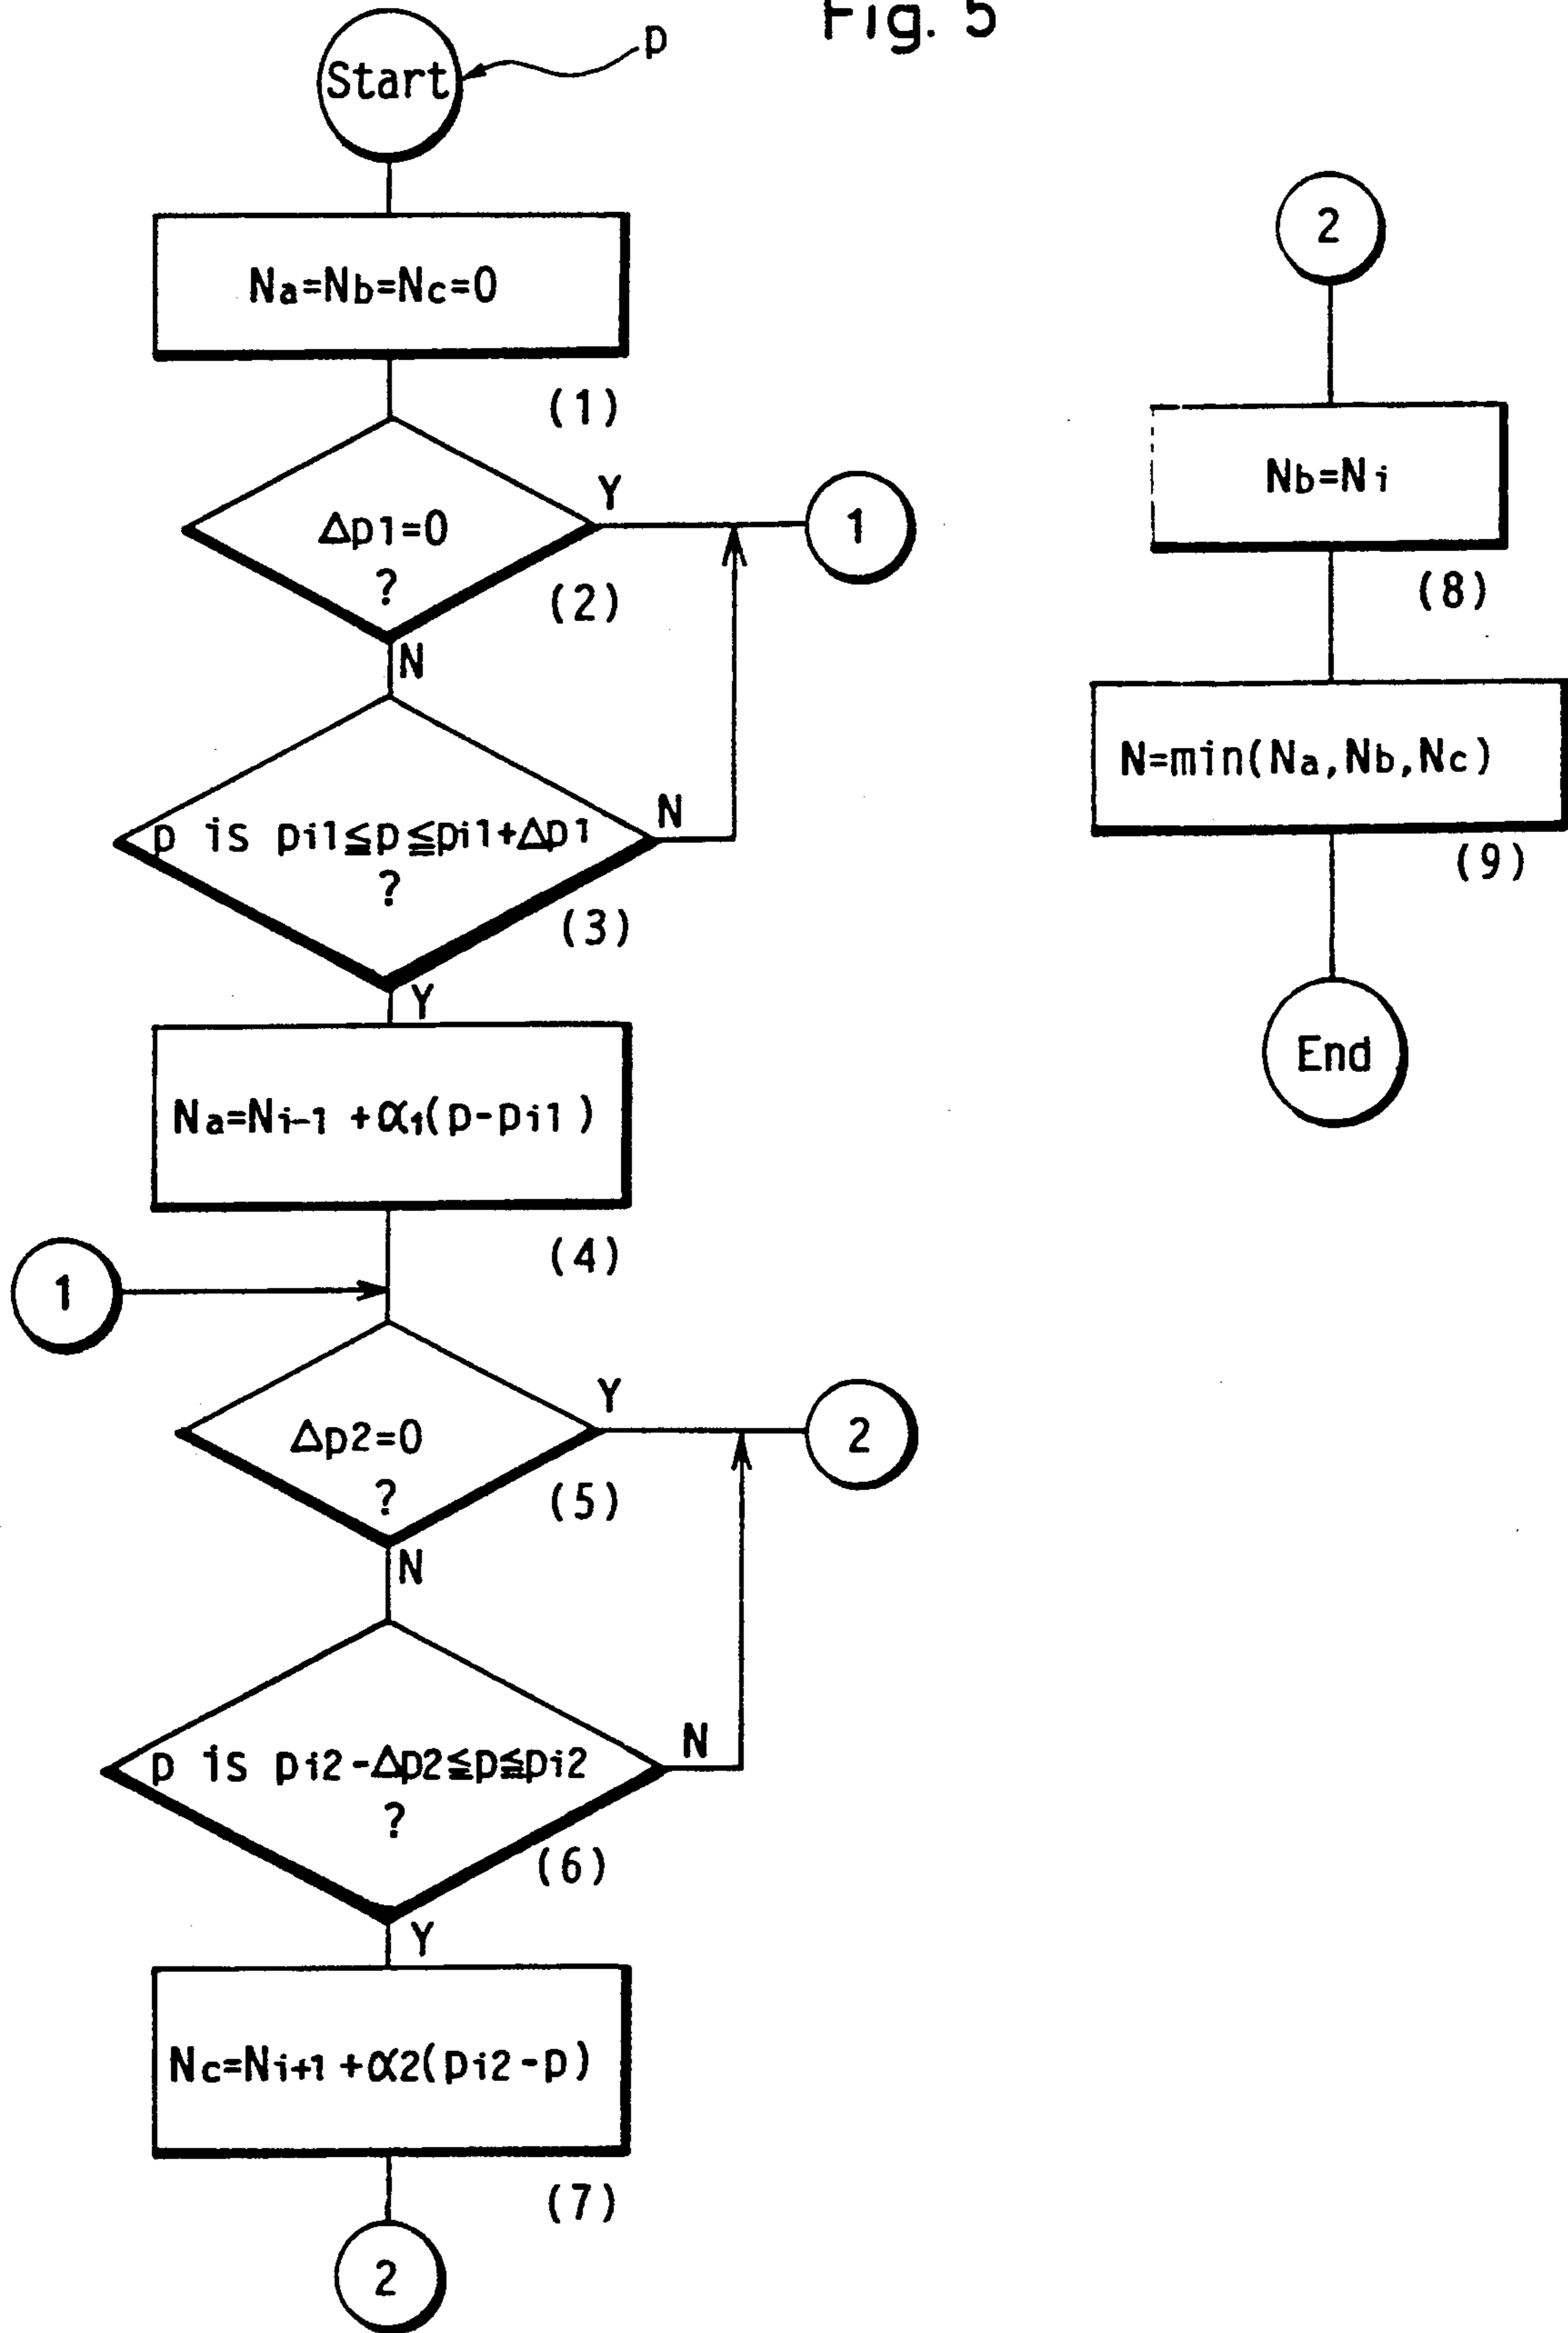 Fig. 5
p
Start
Na=Nb=Nc=0
(1)
Δp1=0
?
Y
(2)
1
N
p is pi1≦p≦pi1+Δp1
?
N
(3)
Y
Na=Ni-1 +α1(p-pi1)
(4)
1
Δp2=0
?
Y
(5)
2
N
p is pi2-Δp2≦p≦pi2
?
N
(6)
Y
Nc=Ni+1 +α2(pi2-p)
(7)
2
2
Nb=Ni
(8)
N=min(Na,Nb,Nc)
(9)
End